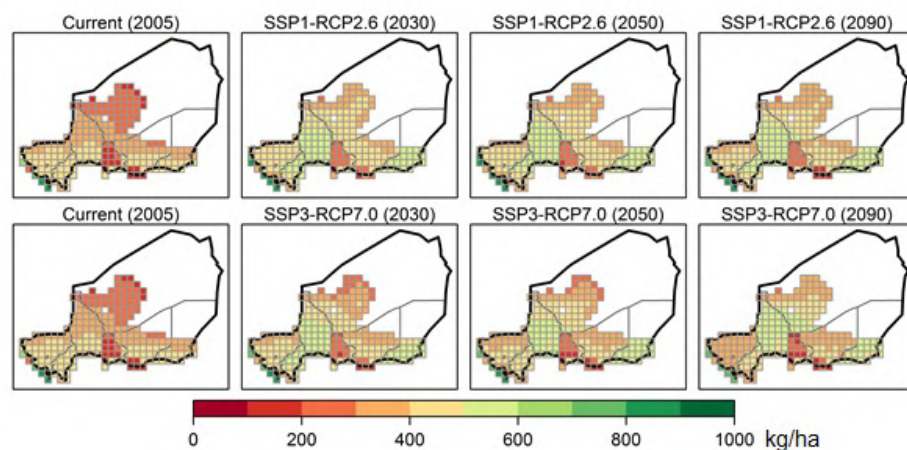 Current (2005) SSP1-RCP2.6 (2030) SSP1-RCP2.6 (2050) SSP1-RCP2.6 (2090)
Current (2005) SSP3-RCP7.0 (2030) SSP3-RCP7.0 (2050) SSP3-RCP7.0 (2090)
0 200 400 600 800 1000 kg/ha